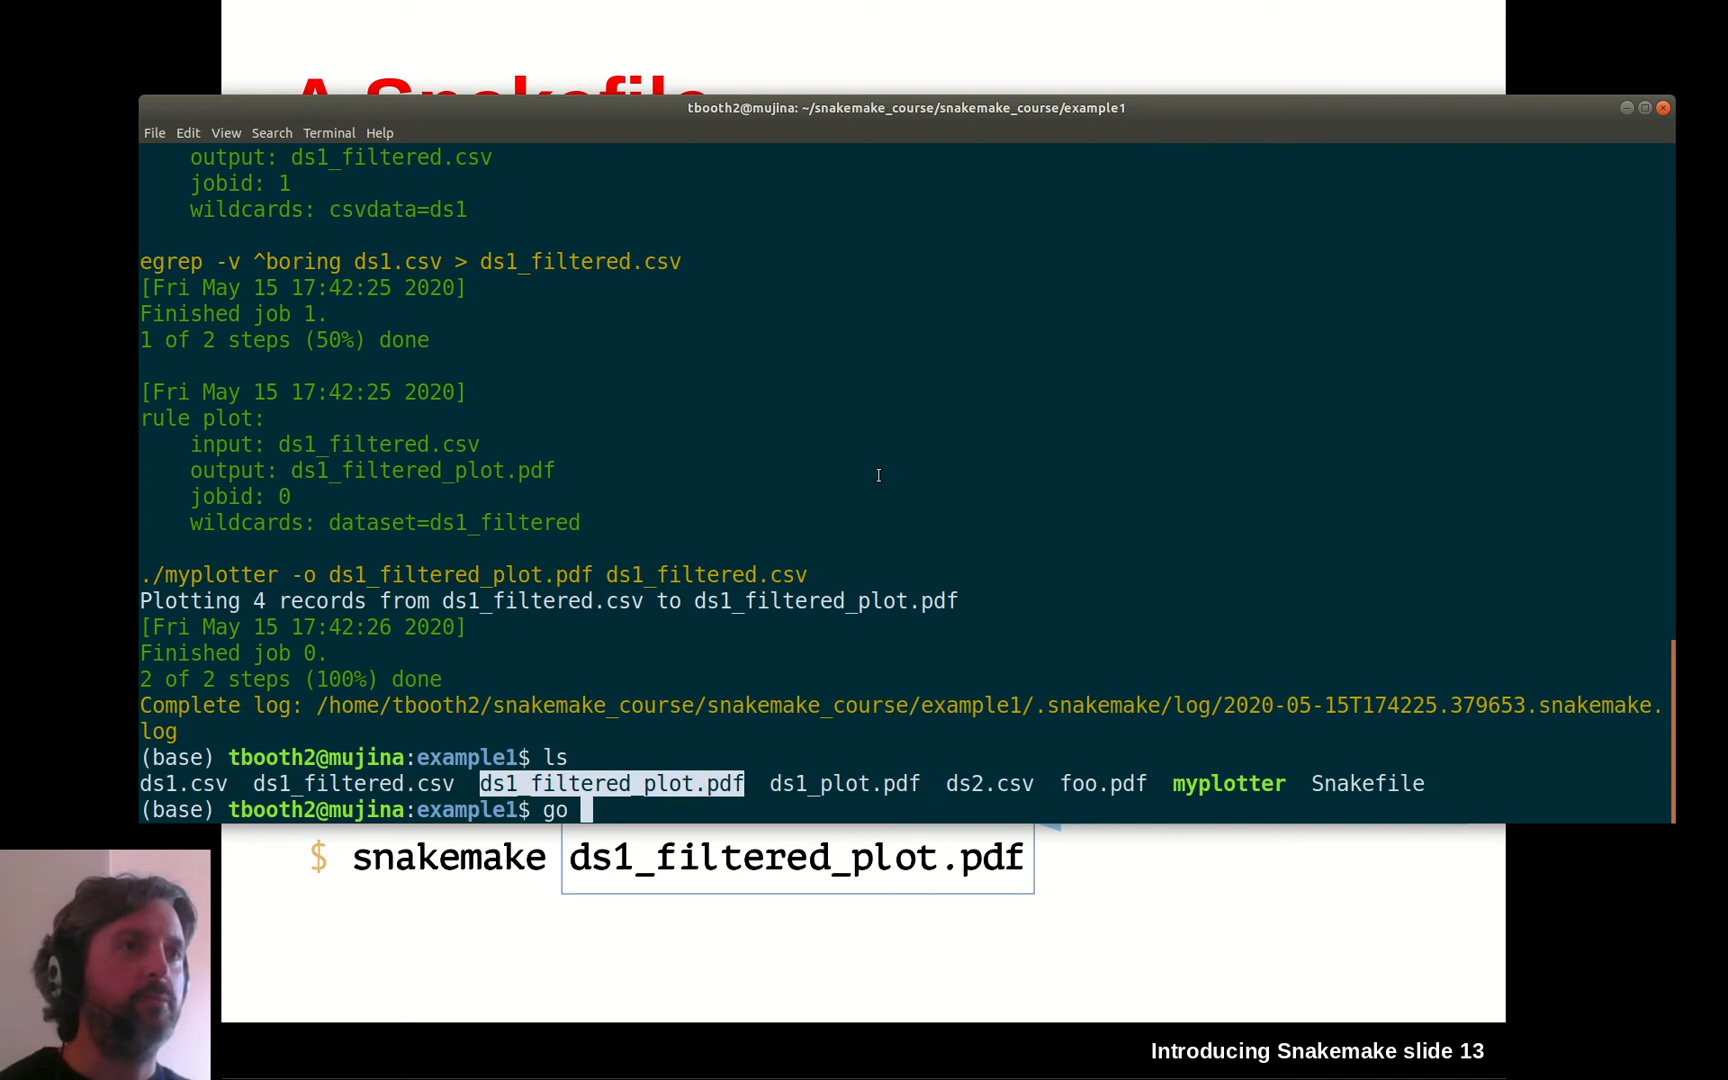 A Snakefile
tbooth2@mujina: ~/snakemake_course/snakemake_course/example1
File Edit View Search Terminal Help
output: ds1_filtered.csv
jobid: 1
wildcards: csvdata=ds1
egrep -v ^boring ds1.csv > ds1_filtered.csv
[Fri May 15 17:42:25 2020]
Finished job 1.
1 of 2 steps (50%) done
[Fri May 15 17:42:25 2020]
rule plot:
input: ds1_filtered.csv
output: ds1_filtered_plot.pdf
jobid: 0
wildcards: dataset=ds1_filtered
./myplotter -o ds1_filtered_plot.pdf ds1_filtered.csv
Plotting 4 records from ds1_filtered.csv to ds1_filtered_plot.pdf
[Fri May 15 17:42:26 2020]
Finished job 0.
2 of 2 steps (100%) done
Complete log: /home/tbooth2/snakemake_course/snakemake_course/example1/.snakemake/log/2020-05-15T174225.379653.snakemake.
log
(base) tbooth2@mujina:example1$ ls
ds1.csv ds1_filtered.csv ds1_filtered_plot.pdf ds1_plot.pdf ds2.csv foo.pdf myplotter Snakefile
(base) tbooth2@mujina:example1$ go
$ snakemake ds1_filtered_plot.pdf
Introducing Snakemake slide 13